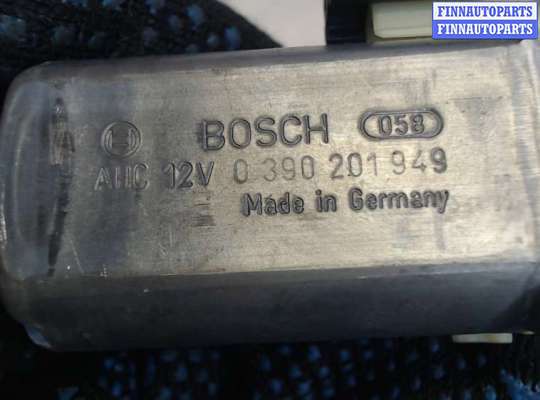 FINNAUTOPARTS
FINNAUTOPARTS
BOSCH 058
AHC 12V 0 390 201 949
Made in Germany